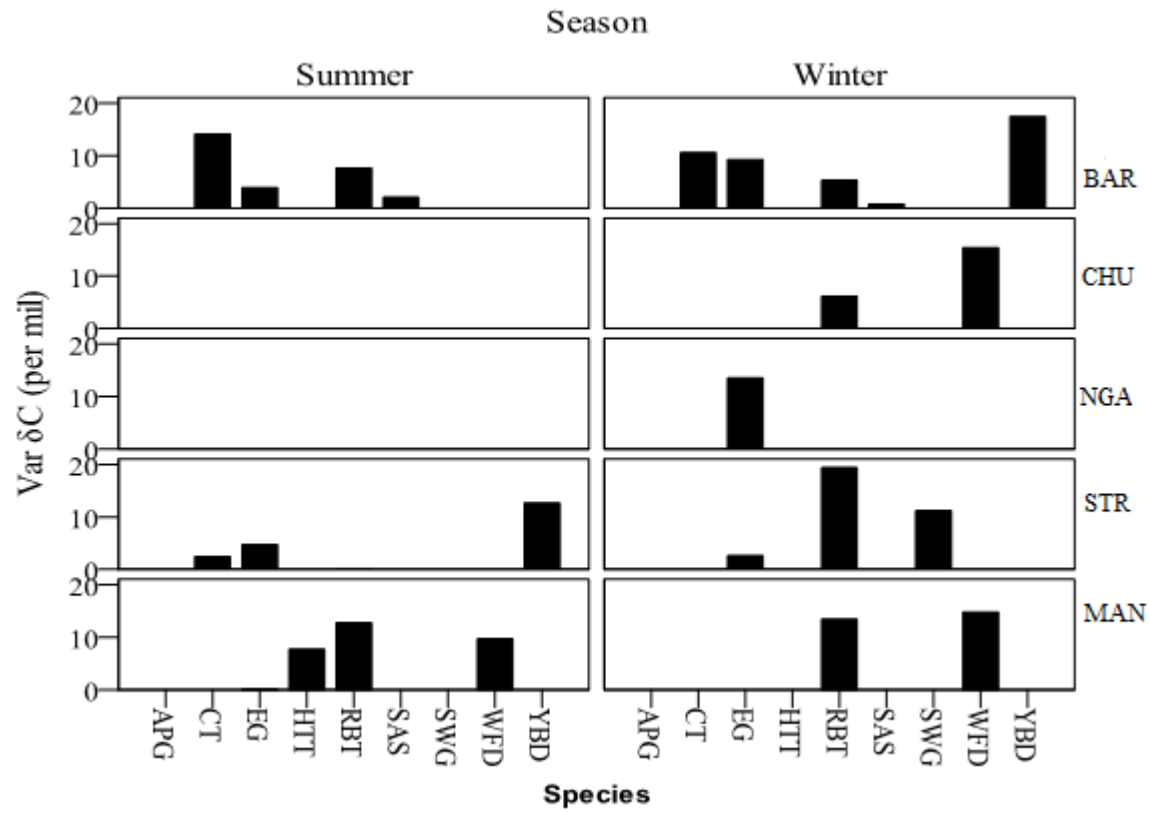 Season
Summer Winter
20
10
0
BAR
20
10
0
CHU
20
10
0
NGA
20
10
0
STR
20
10
0
MAN
Var δC (per mil)
APG CT EG HTT RBT SAS SWG WFD YBD APG CT EG HTT RBT SAS SWG WFD YBD
Species